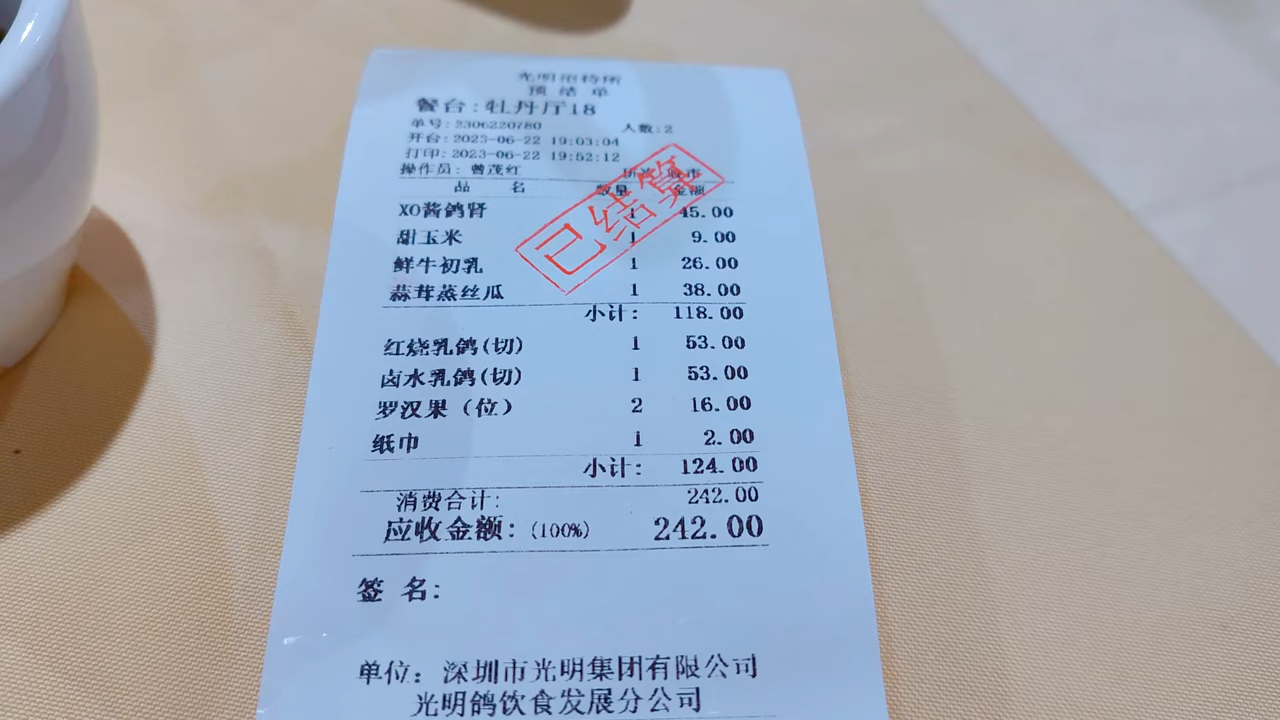 光明招待所
预 结 单
餐台:牡丹厅18
单号:2306220780 人数:2
开台:2023-06-22 19:03:04
打印:2023-06-22 19:52:12
操作员: 曾茂红
品 名 数量 金额
已结算
XO酱鸽肾 1 45.00
甜玉米 1 9.00
鲜牛初乳 1 26.00
蒜茸蒸丝瓜 1 38.00
小计: 118.00
红烧乳鸽(切) 1 53.00
卤水乳鸽(切) 1 53.00
罗汉果（位） 2 16.00
纸巾 1 2.00
小计: 124.00
消费合计: 242.00
应收金额:(100%) 242.00
签 名:
单位: 深圳市光明集团有限公司
光明鸽饮食发展分公司